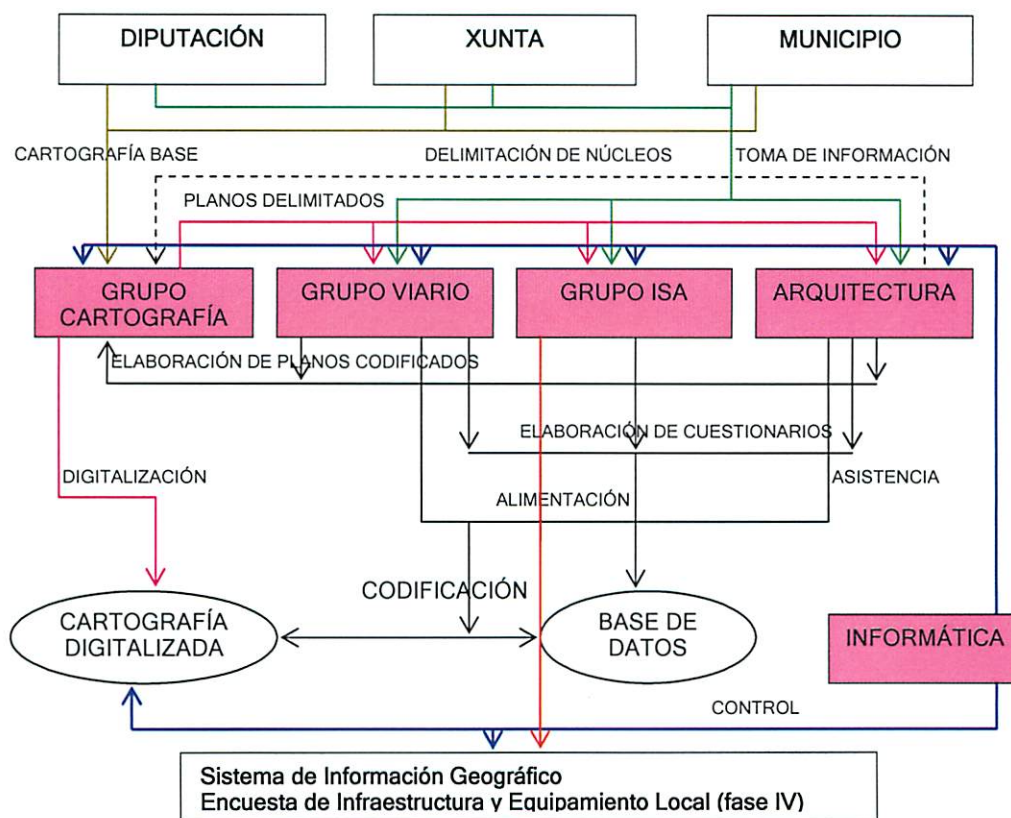 DIPUTACIÓN
XUNTA
MUNICIPIO
CARTOGRAFÍA BASE
DELIMITACIÓN DE NÚCLEOS
TOMA DE INFORMACIÓN
PLANOS DELIMITADOS
GRUPO
CARTOGRAFÍA
GRUPO VIARIO
GRUPO ISA
ARQUITECTURA
ELABORACIÓN DE PLANOS CODIFICADOS
ELABORACIÓN DE CUESTIONARIOS
DIGITALIZACIÓN
ALIMENTACIÓN
ASISTENCIA
CODIFICACIÓN
CARTOGRAFÍA
DIGITALIZADA
BASE DE
DATOS
INFORMÁTICA
CONTROL
Sistema de Información Geográfico
Encuesta de Infraestructura y Equipamiento Local (fase IV)